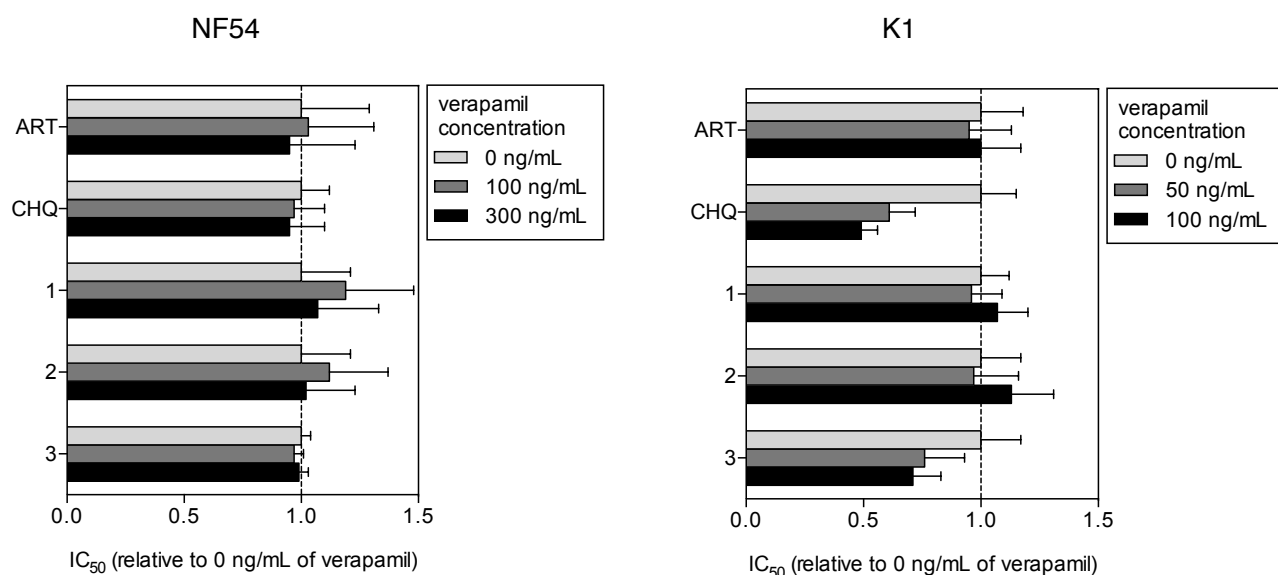 NF54
ART
CHQ
1
2
3
0.0 0.5 1.0 1.5
IC50 (relative to 0 ng/mL of verapamil)
verapamil
concentration
0 ng/mL
100 ng/mL
300 ng/mL
K1
ART
CHQ
1
2
3
0.0 0.5 1.0 1.5
IC50 (relative to 0 ng/mL of verapamil)
verapamil
concentration
0 ng/mL
50 ng/mL
100 ng/mL